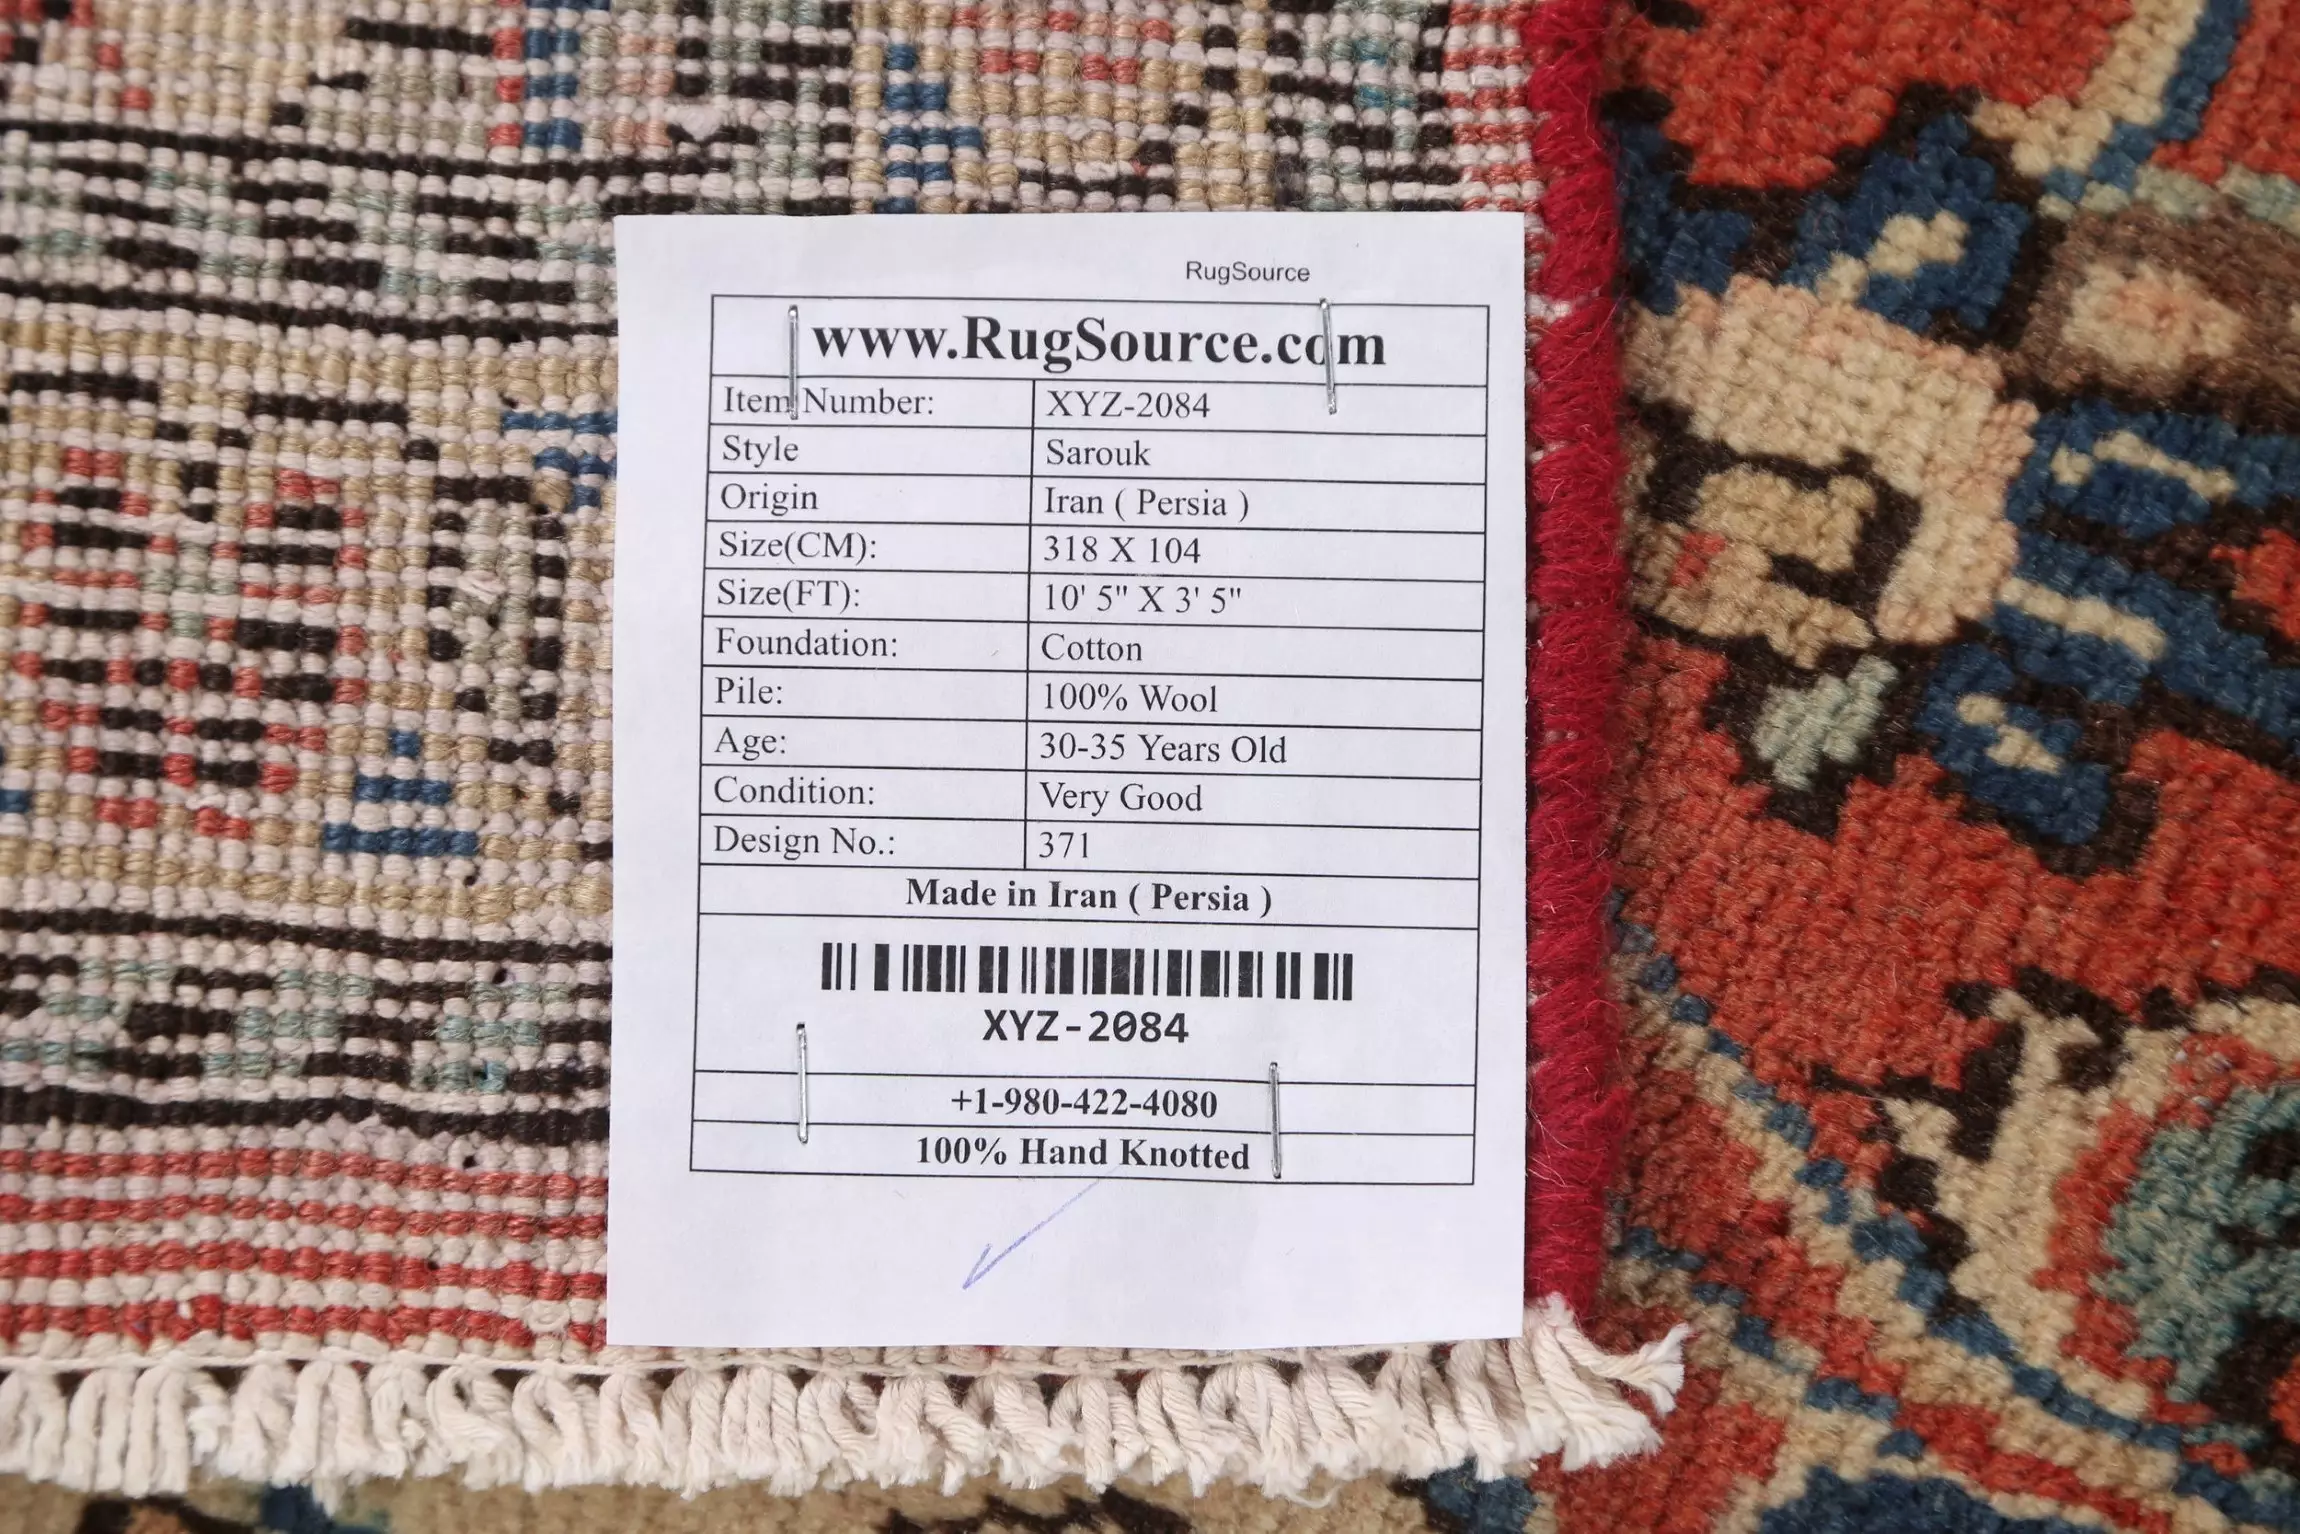 RugSource
www.RugSource.com
Item Number: XYZ-2084
Style Sarouk
Origin Iran ( Persia )
Size(CM): 318 X 104
Size(FT): 10' 5" X 3' 5"
Foundation: Cotton
Pile: 100% Wool
Age: 30-35 Years Old
Condition: Very Good
Design No.: 371
Made in Iran ( Persia )
XYZ-2084
+1-980-422-4080
100% Hand Knotted